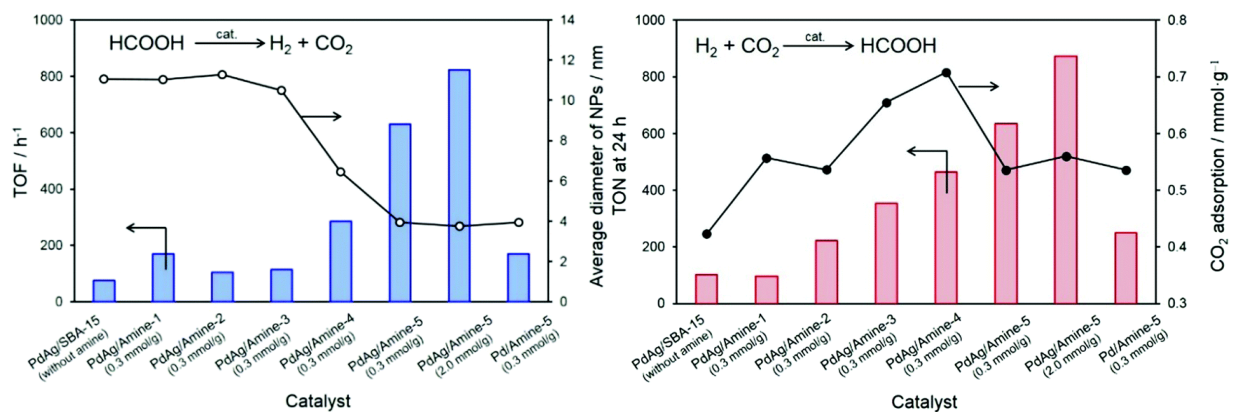 1000
800
600
400
200
0
TOF / h⁻¹
HCOOH cat. H₂ + CO₂
14
12
10
8
6
4
2
0
Average diameter of NPs / nm
PdAg/SBA-15
(without amine)
PdAg/Amine-1
(0.3 mmol/g)
PdAg/Amine-2
(0.3 mmol/g)
PdAg/Amine-3
(0.3 mmol/g)
PdAg/Amine-4
(0.3 mmol/g)
PdAg/Amine-5
(0.3 mmol/g)
PdAg/Amine-5
(2.0 mmol/g)
Pd/Amine-5
(0.3 mmol/g)
Catalyst
1000
800
600
400
200
0
TON at 24 h
H₂ + CO₂ cat. HCOOH
0.8
0.7
0.6
0.5
0.4
0.3
CO₂ adsorption / mmol·g⁻¹
PdAg/SBA-15
(without amine)
PdAg/Amine-1
(0.3 mmol/g)
PdAg/Amine-2
(0.3 mmol/g)
PdAg/Amine-3
(0.3 mmol/g)
PdAg/Amine-4
(0.3 mmol/g)
PdAg/Amine-5
(0.3 mmol/g)
PdAg/Amine-5
(2.0 mmol/g)
Pd/Amine-5
(0.3 mmol/g)
Catalyst